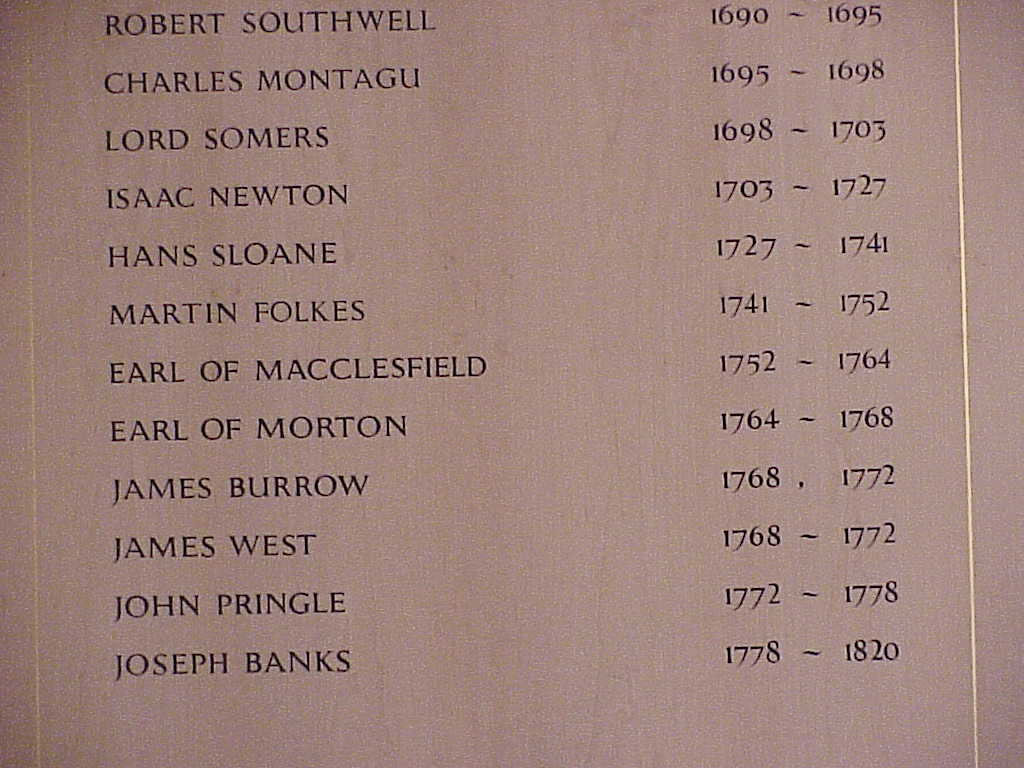 ROBERT SOUTHWELL 1690 ~ 1695
CHARLES MONTAGU 1695 ~ 1698
LORD SOMERS 1698 ~ 1703
ISAAC NEWTON 1703 ~ 1727
HANS SLOANE 1727 ~ 1741
MARTIN FOLKES 1741 ~ 1752
EARL OF MACCLESFIELD 1752 ~ 1764
EARL OF MORTON 1764 ~ 1768
JAMES BURROW 1768 , 1772
JAMES WEST 1768 ~ 1772
JOHN PRINGLE 1772 ~ 1778
JOSEPH BANKS 1778 ~ 1820